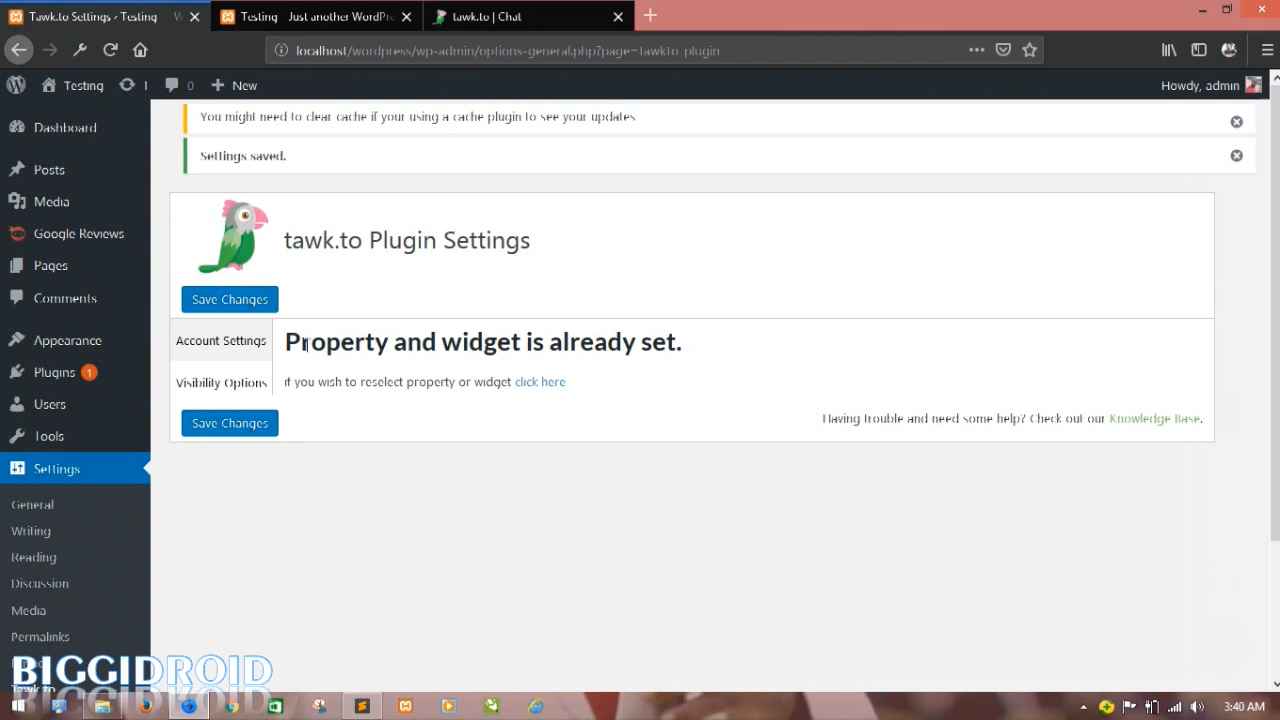 Tawk.to Settings ‹ Testing
Testing – Just another WordPre
tawk.to | Chat
localhost/wordpress/wp-admin/options-general.php?page=tawkto_plugin
Testing
1
0
New
Howdy, admin
Dashboard
Posts
Media
Google Reviews
Pages
Comments
Appearance
Plugins 1
Users
Tools
Settings
General
Writing
Reading
Discussion
Media
Permalinks
Tawk.to
You might need to clear cache if your using a cache plugin to see your updates
Settings saved.
tawk.to Plugin Settings
Save Changes
Account Settings
Visibility Options
Property and widget is already set.
if you wish to reselect property or widget click here
Save Changes
Having trouble and need some help? Check out our Knowledge Base.
BIGGIDROID
3:40 AM